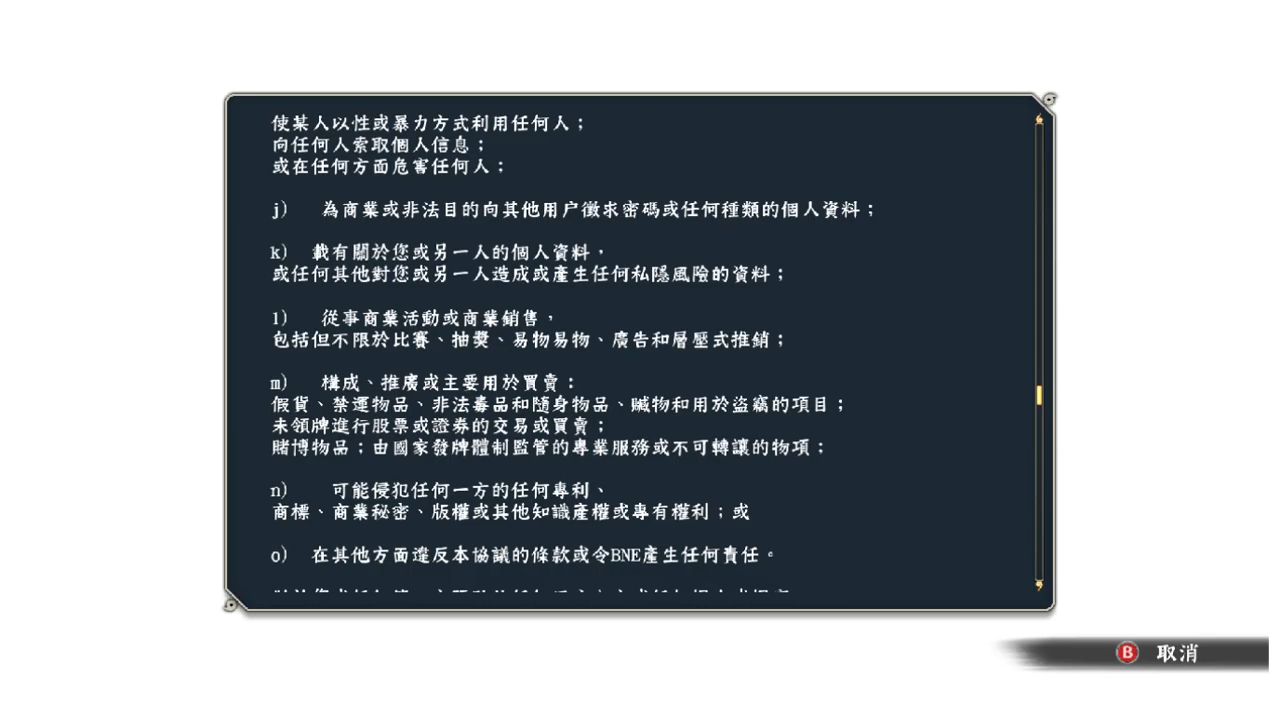 使某人以性或暴力方式利用任何人；
向任何人索取個人信息；
或在任何方面危害任何人；
j) 為商業或非法目的向其他用户徵求密碼或任何種類的個人資料；
k) 載有關於您或另一人的個人資料，
或任何其他對您或另一人造成或產生任何私隱風險的資料；
l) 從事商業活動或商業銷售，
包括但不限於比賽、抽獎、易物易物、廣告和層壓式推銷；
m) 構成、推廣或主要用於買賣：
假貨、禁運物品、非法毒品和隨身物品、贓物和用於盜竊的項目；
未領牌進行股票或證券的交易或買賣；
賭博物品；由國家發牌體制監管的專業服務或不可轉讓的物項；
n) 可能侵犯任何一方的任何專利、
商標、商業秘密、版權或其他知識產權或專有權利；或
o) 在其他方面違反本協議的條款或令BNE產生任何責任。
B 取消